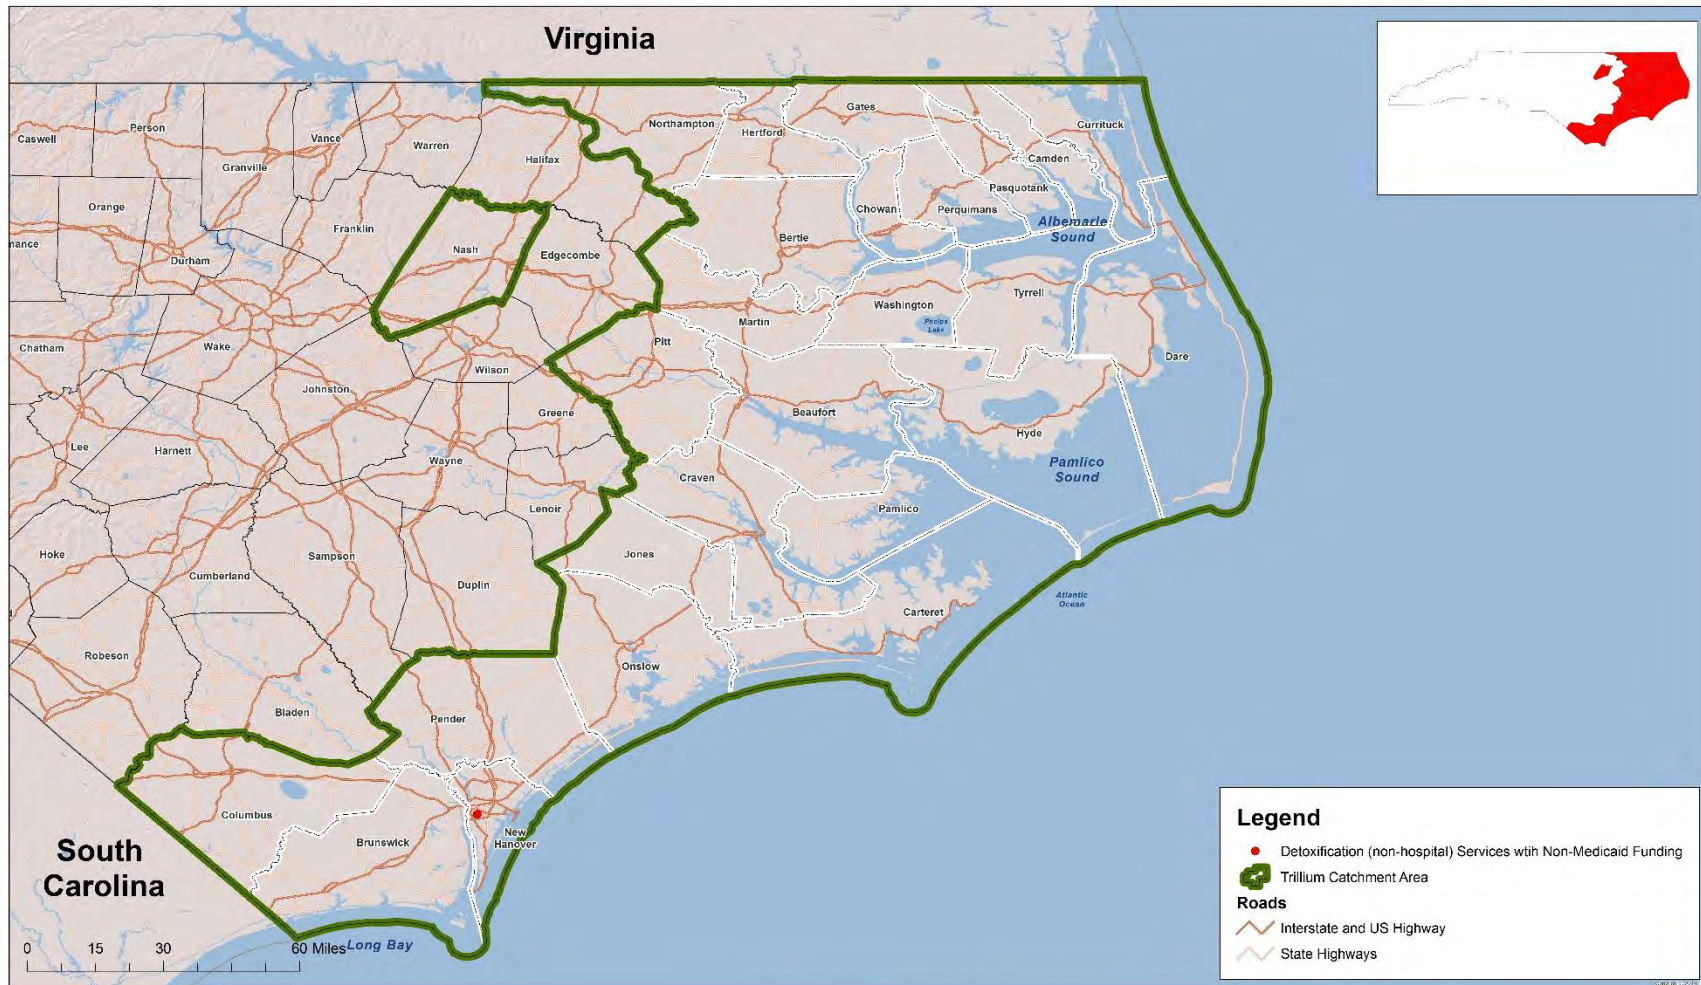 Virginia
Gates
Northampton
Hertford
Currituck
Person
Vance
Caswell
Warren
Halifax
Camden
Granville
Pasquotank
Orange
Chowan
Perquimans
Albemarle
Sound
Franklin
Bertie
Nash
Edgecombe
Durham
Tyrrell
Washington
Phelps
Lake
Martin
Pitt
Chatham
Wake
Dare
Wilson
Johnston
Greene
Beaufort
Hyde
Lee
Harnett
Wayne
Pamlico
Sound
Craven
Lenoir
Pamlico
Hoke
Sampson
Jones
Cumberland
Duplin
Atlantic
Ocean
Carteret
Robeson
Onslow
Bladen
Pender
Columbus
New
Hanover
Brunswick
South
Carolina
0 15 30 60 Miles
Long Bay
Legend
Detoxification (non-hospital) Services wtih Non-Medicaid Funding
Trillium Catchment Area
Roads
Interstate and US Highway
State Highways